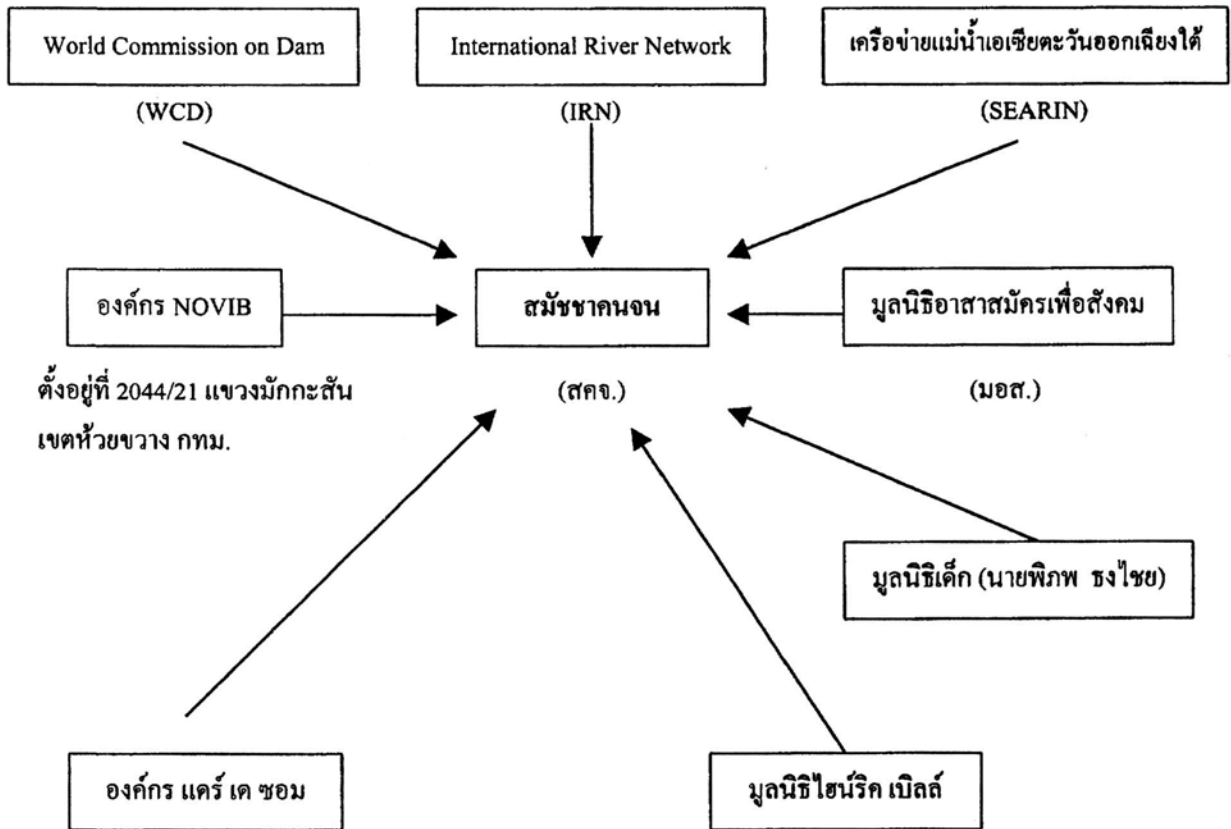 World Commission on Dam
International River Network
เครือข่ายแม่น้ำเอเซียตะวันออกเฉียงใต้
(WCD)
(IRN)
(SEARIN)
องค์กร NOVIB
สมัชชาคนจน
มูลนิธิอาสาสมัครเพื่อสังคม
ตั้งอยู่ที่ 2044/21 แขวงมักกะสัน
เขตห้วยขวาง กทม.
(สคจ.)
(มอส.)
มูลนิธิเด็ก (นายพิภพ ธงไชย)
องค์กร แคร์ เด ซอม
มูลนิธิไฮน์ริค เบิลล์